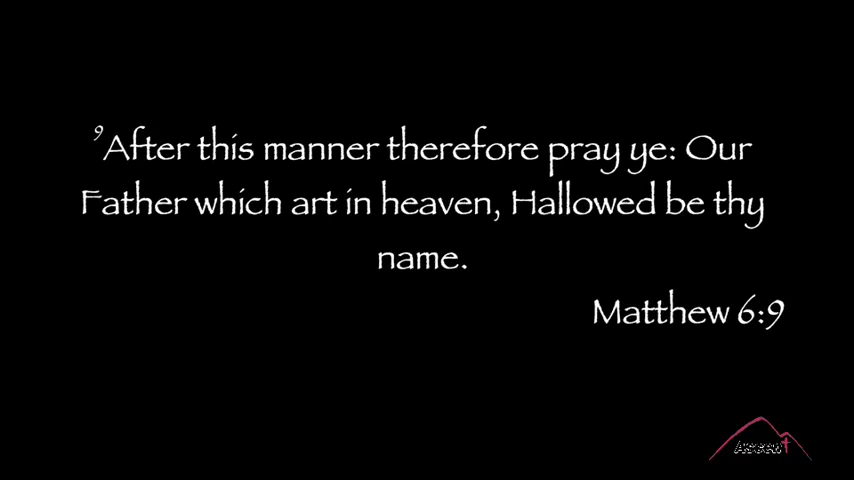 ⁹After this manner therefore pray ye: Our
Father which art in heaven, Hallowed be thy
name.
Matthew 6:9